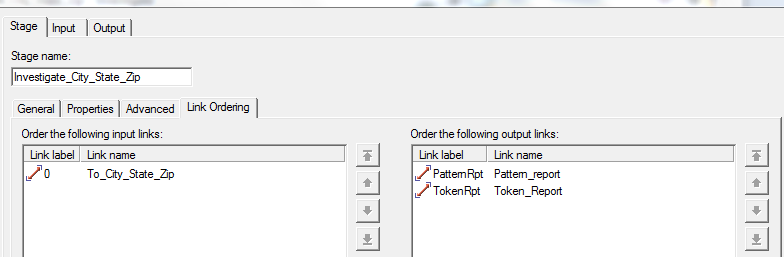 Stage Input Output
Stage name:
Investigate_City_State_Zip
General Properties Advanced Link Ordering
Order the following input links:
Link label Link name
0 To_City_State_Zip
Order the following output links:
Link label Link name
PatternRpt Pattern_report
TokenRpt Token_Report